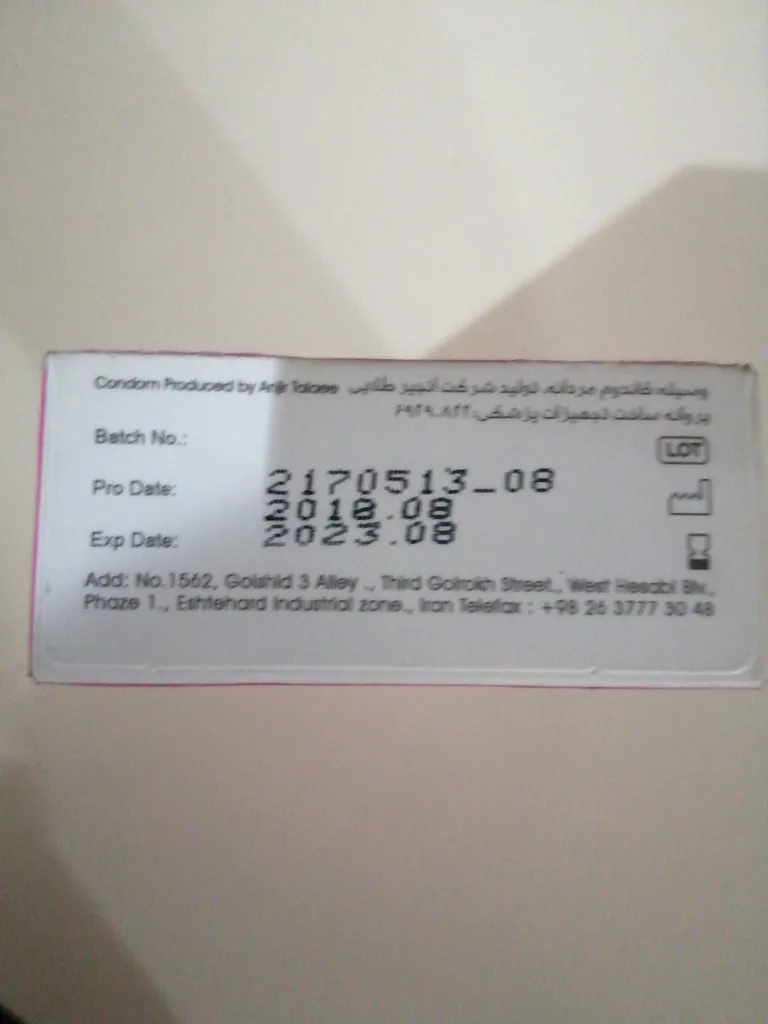 Condom Produced by Anjir Talaee وسیله کاندوم مردانه، تولید شرکت انجیر طلایی
پروانه ساخت تجهیزات پزشکی:
Batch No.: LOT
Pro Date: 2170513_08
2018.08
Exp Date: 2023.08
Add: No.1562, Golshid 3 Alley ., Third Golrokh Street., West Hesabi Blv.,
Phaze 1., Eshtehard Industrial zone., Iran Telefax : +98 26 3777 30 48